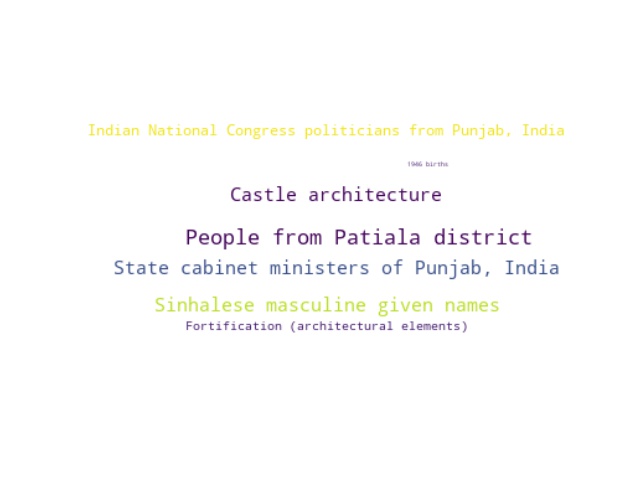 Indian National Congress politicians from Punjab, India
1946 births
Castle architecture
People from Patiala district
State cabinet ministers of Punjab, India
Sinhalese masculine given names
Fortification (architectural elements)